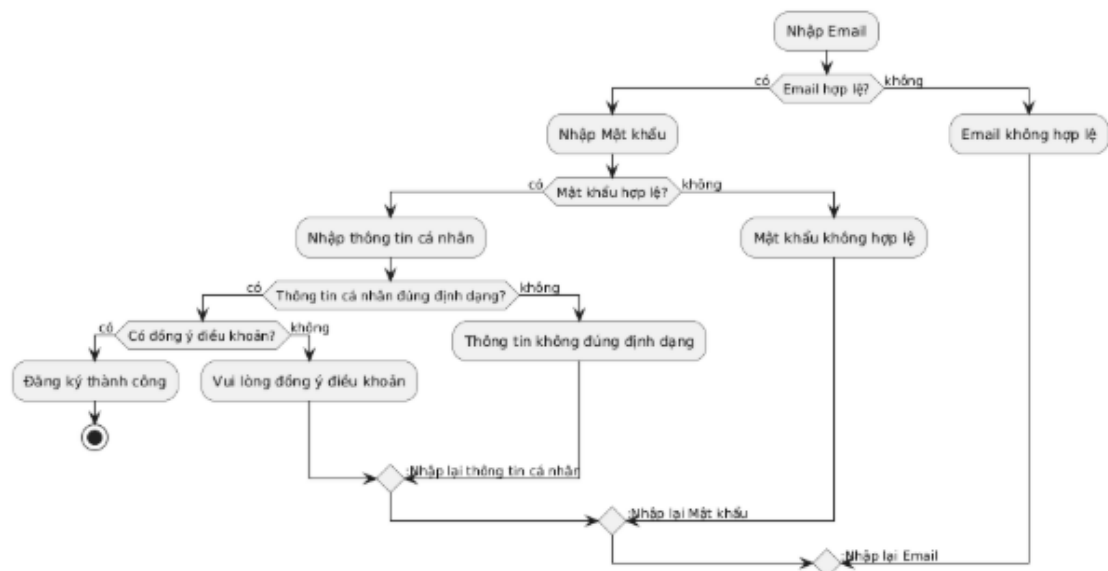 Nhập Email
có
Email hợp lệ?
không
Nhập Mật khẩu
Email không hợp lệ
có
Mật khẩu hợp lệ?
không
Nhập thông tin cá nhân
Mật khẩu không hợp lệ
có
Thông tin cá nhân đúng định dạng?
không
có
Có đồng ý điều khoản?
không
Thông tin không đúng định dạng
Đăng ký thành công
Vui lòng đồng ý điều khoản
:Nhập lại thông tin cá nhân
:Nhập lại Mật khẩu
:Nhập lại Email